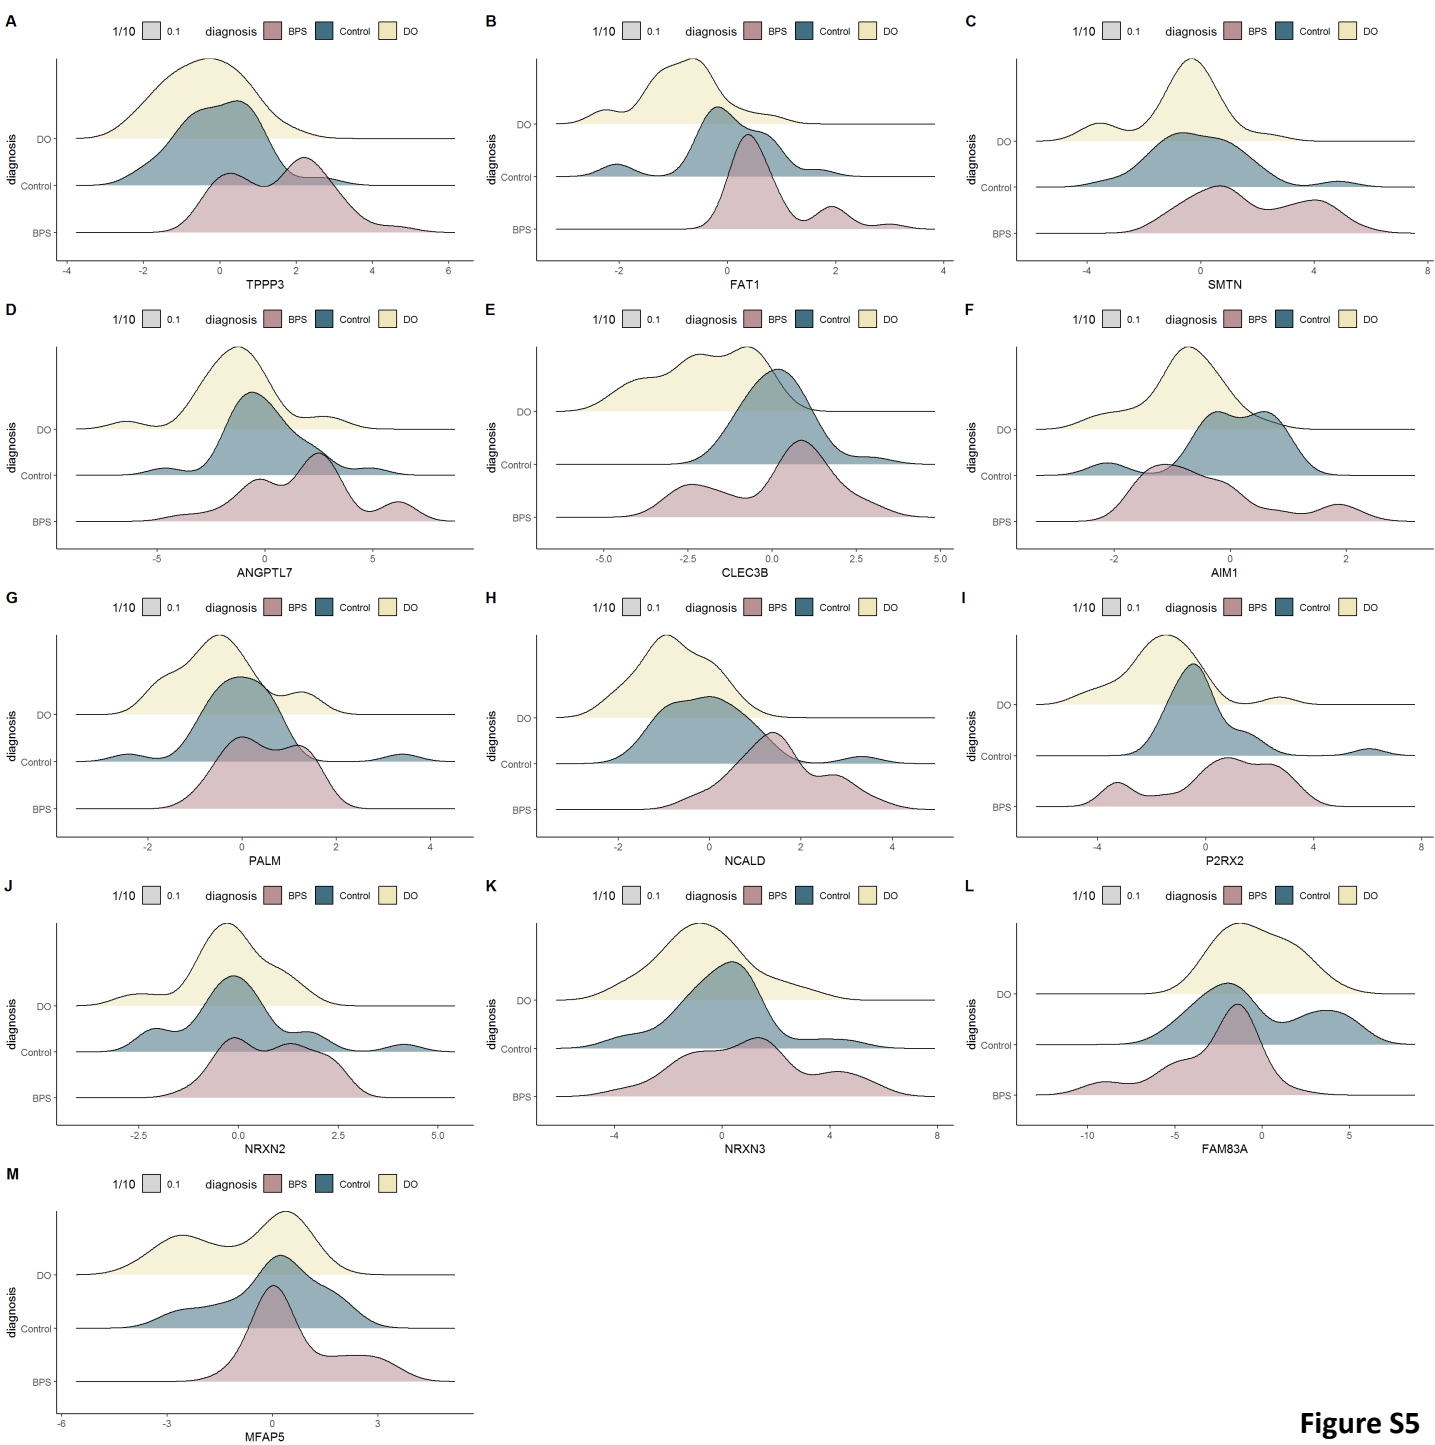 A
1/10 0.1 diagnosis BPS Control DO
diagnosis
DO
Control
BPS
-4 -2 0 2 4 6
TPPP3
B
1/10 0.1 diagnosis BPS Control DO
diagnosis
DO
Control
BPS
-2 0 2 4
FAT1
C
1/10 0.1 diagnosis BPS Control DO
diagnosis
DO
Control
BPS
-4 0 4 8
SMTN
D
1/10 0.1 diagnosis BPS Control DO
diagnosis
DO
Control
BPS
-5 0 5
ANGPTL7
E
1/10 0.1 diagnosis BPS Control DO
diagnosis
DO
Control
BPS
-5.0 -2.5 0.0 2.5 5.0
CLEC3B
F
1/10 0.1 diagnosis BPS Control DO
diagnosis
DO
Control
BPS
-2 0 2
AIM1
G
1/10 0.1 diagnosis BPS Control DO
diagnosis
DO
Control
BPS
-2 0 2 4
PALM
H
1/10 0.1 diagnosis BPS Control DO
diagnosis
DO
Control
BPS
-2 0 2 4
NCALD
I
1/10 0.1 diagnosis BPS Control DO
diagnosis
DO
Control
BPS
-4 0 4 8
P2RX2
J
1/10 0.1 diagnosis BPS Control DO
diagnosis
DO
Control
BPS
-2.5 0.0 2.5 5.0
NRXN2
K
1/10 0.1 diagnosis BPS Control DO
diagnosis
DO
Control
BPS
-4 0 4 8
NRXN3
L
1/10 0.1 diagnosis BPS Control DO
diagnosis
DO
Control
BPS
-10 -5 0 5
FAM83A
M
1/10 0.1 diagnosis BPS Control DO
diagnosis
DO
Control
BPS
-6 -3 0 3
MFAP5
Figure S5